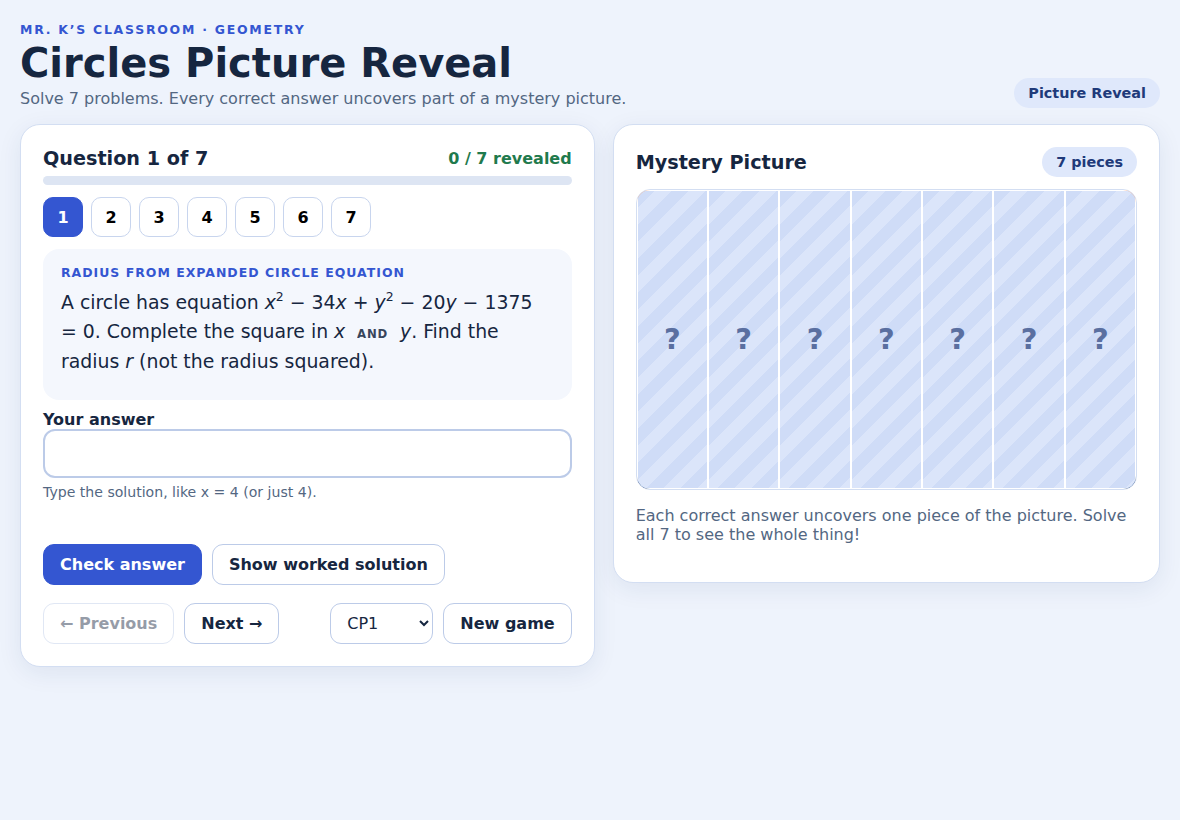 MR. K’S CLASSROOM · GEOMETRY
Circles Picture Reveal
Solve 7 problems. Every correct answer uncovers part of a mystery picture.
Picture Reveal
Question 1 of 7
0 / 7 revealed
1 2 3 4 5 6 7
RADIUS FROM EXPANDED CIRCLE EQUATION
A circle has equation x² − 34x + y² − 20y − 1375
= 0. Complete the square in x AND y. Find the
radius r (not the radius squared).
Your answer
Type the solution, like x = 4 (or just 4).
Check answer
Show worked solution
← Previous
Next →
CP1
New game
Mystery Picture
7 pieces
? ? ? ? ? ? ?
Each correct answer uncovers one piece of the picture. Solve
all 7 to see the whole thing!